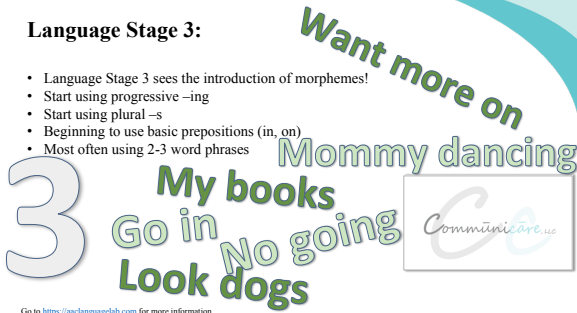 Language Stage 3:
• Language Stage 3 sees the introduction of morphemes!
• Start using progressive –ing
• Start using plural –s
• Beginning to use basic prepositions (in, on)
• Most often using 2-3 word phrases
Want more on
Mommy dancing
3
My books
Go in
No going
Look dogs
Commūnicāre, LLC
Go to https://aaclanguagelab.com for more information